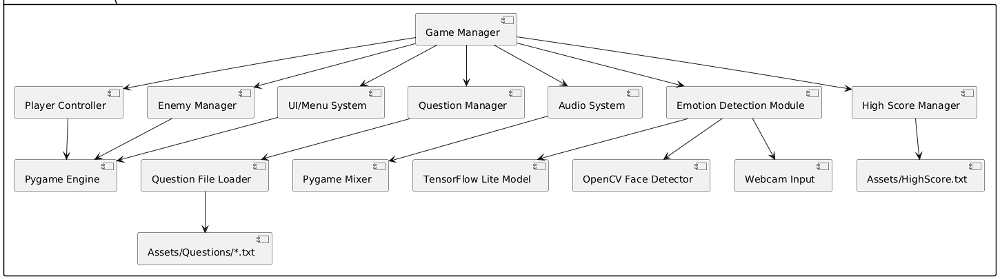 Game Manager
Player Controller
Enemy Manager
UI/Menu System
Question Manager
Audio System
Emotion Detection Module
High Score Manager
Pygame Engine
Question File Loader
Pygame Mixer
TensorFlow Lite Model
OpenCV Face Detector
Webcam Input
Assets/HighScore.txt
Assets/Questions/*.txt